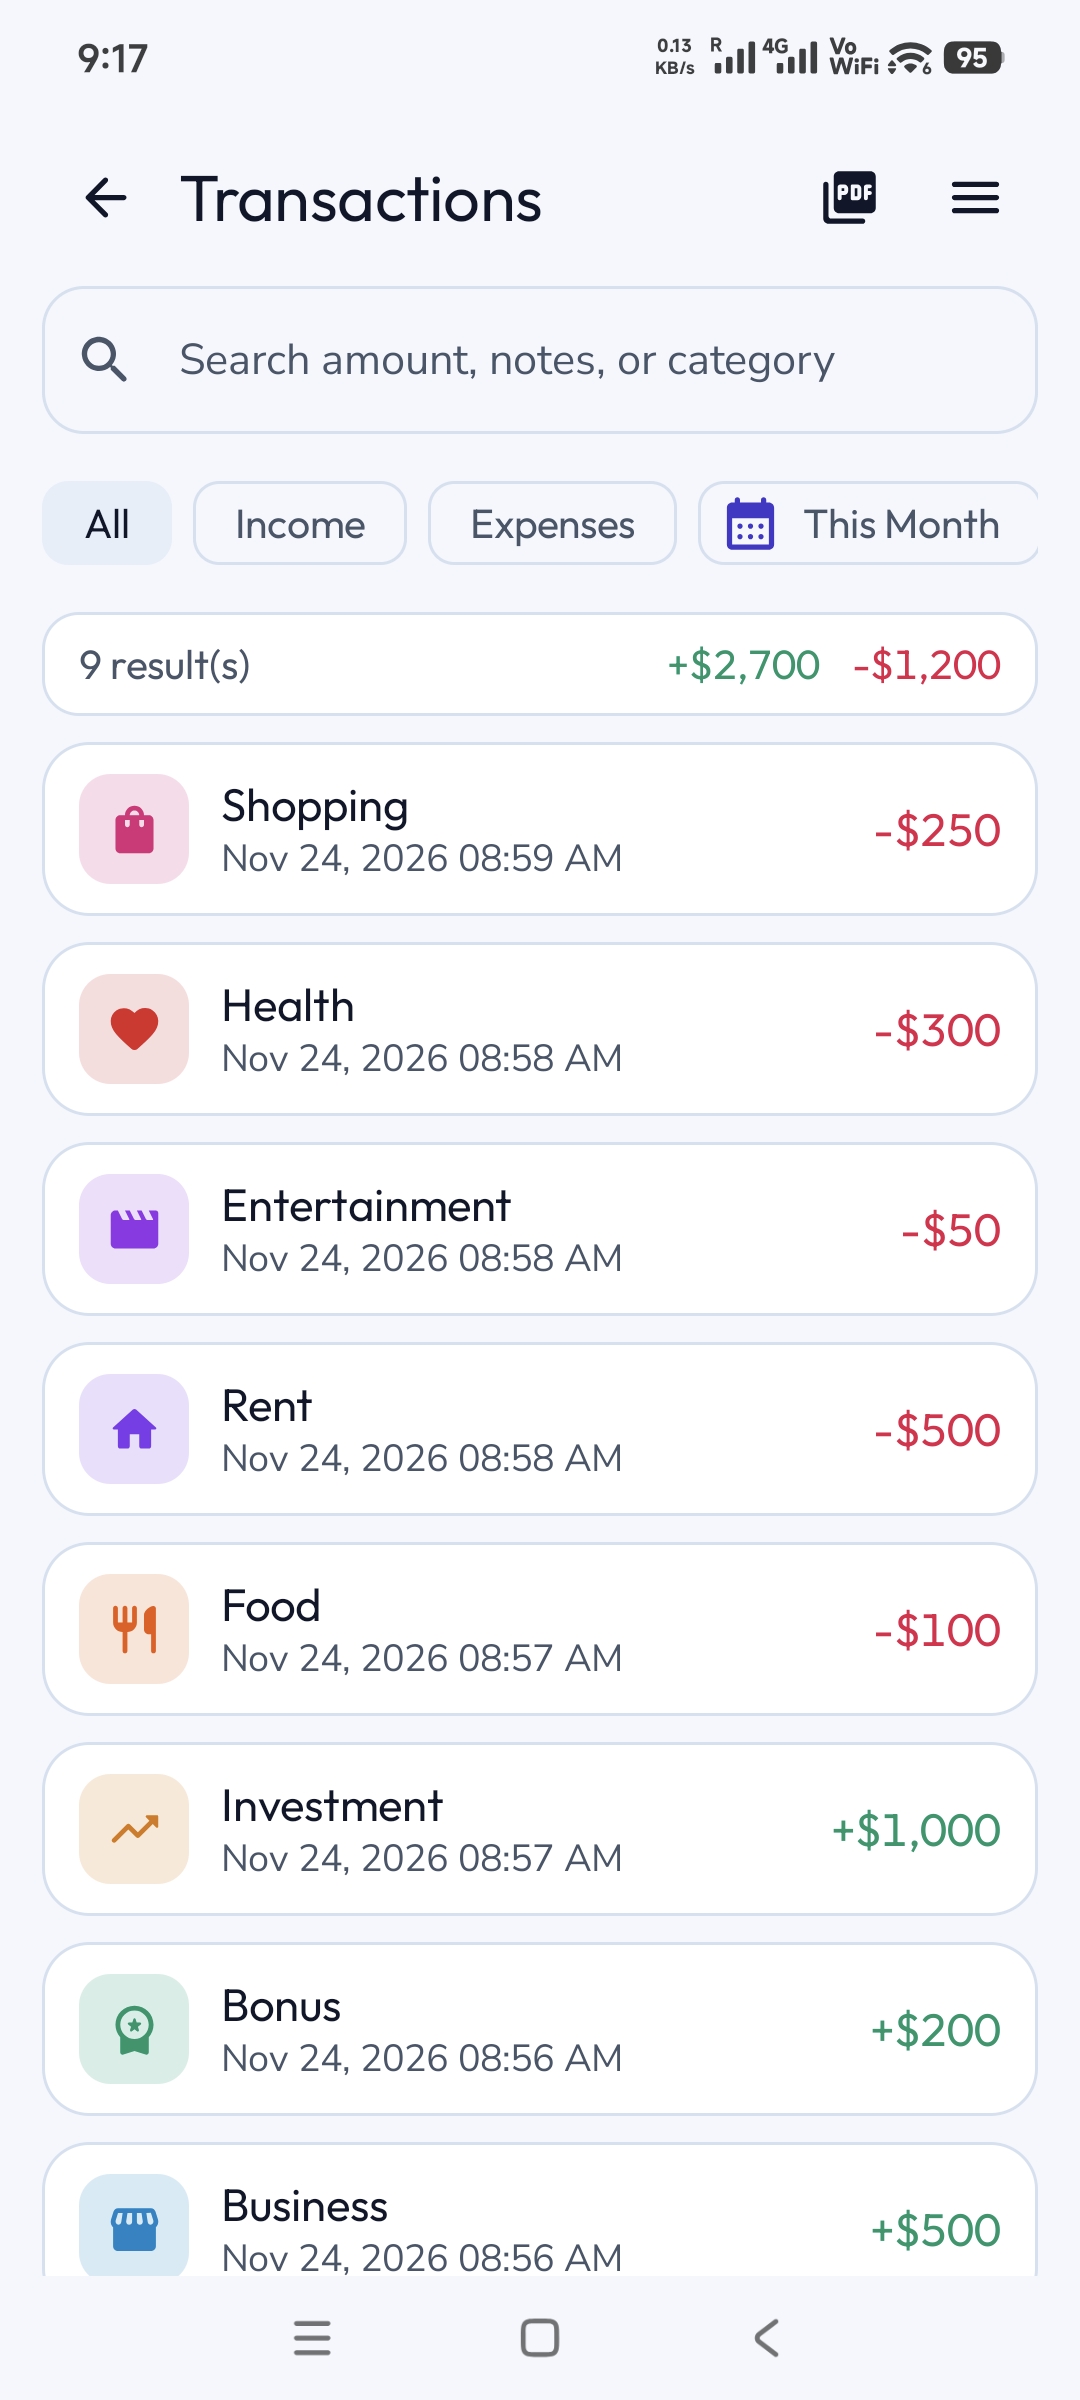 9:17
0.13 KB/s R 4G Vo WiFi 6 95
Transactions
PDF
Search amount, notes, or category
All Income Expenses This Month
9 result(s) +$2,700 -$1,200
Shopping
Nov 24, 2026 08:59 AM
-$250
Health
Nov 24, 2026 08:58 AM
-$300
Entertainment
Nov 24, 2026 08:58 AM
-$50
Rent
Nov 24, 2026 08:58 AM
-$500
Food
Nov 24, 2026 08:57 AM
-$100
Investment
Nov 24, 2026 08:57 AM
+$1,000
Bonus
Nov 24, 2026 08:56 AM
+$200
Business
Nov 24, 2026 08:56 AM
+$500